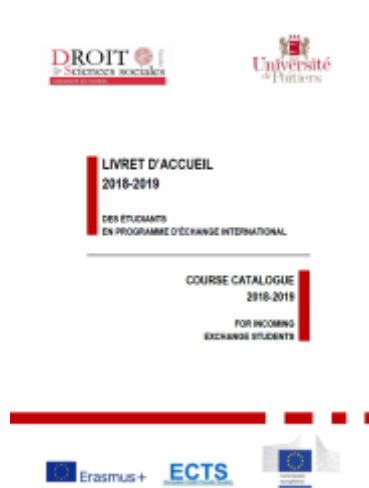 DROIT
& Sciences sociales
Université
de Poitiers
LIVRET D'ACCUEIL
2018-2019
DES ÉTUDIANTS
EN PROGRAMME D'ÉCHANGE INTERNATIONAL
COURSE CATALOGUE
2018-2019
FOR INCOMING
EXCHANGE STUDENTS
Erasmus+
ECTS